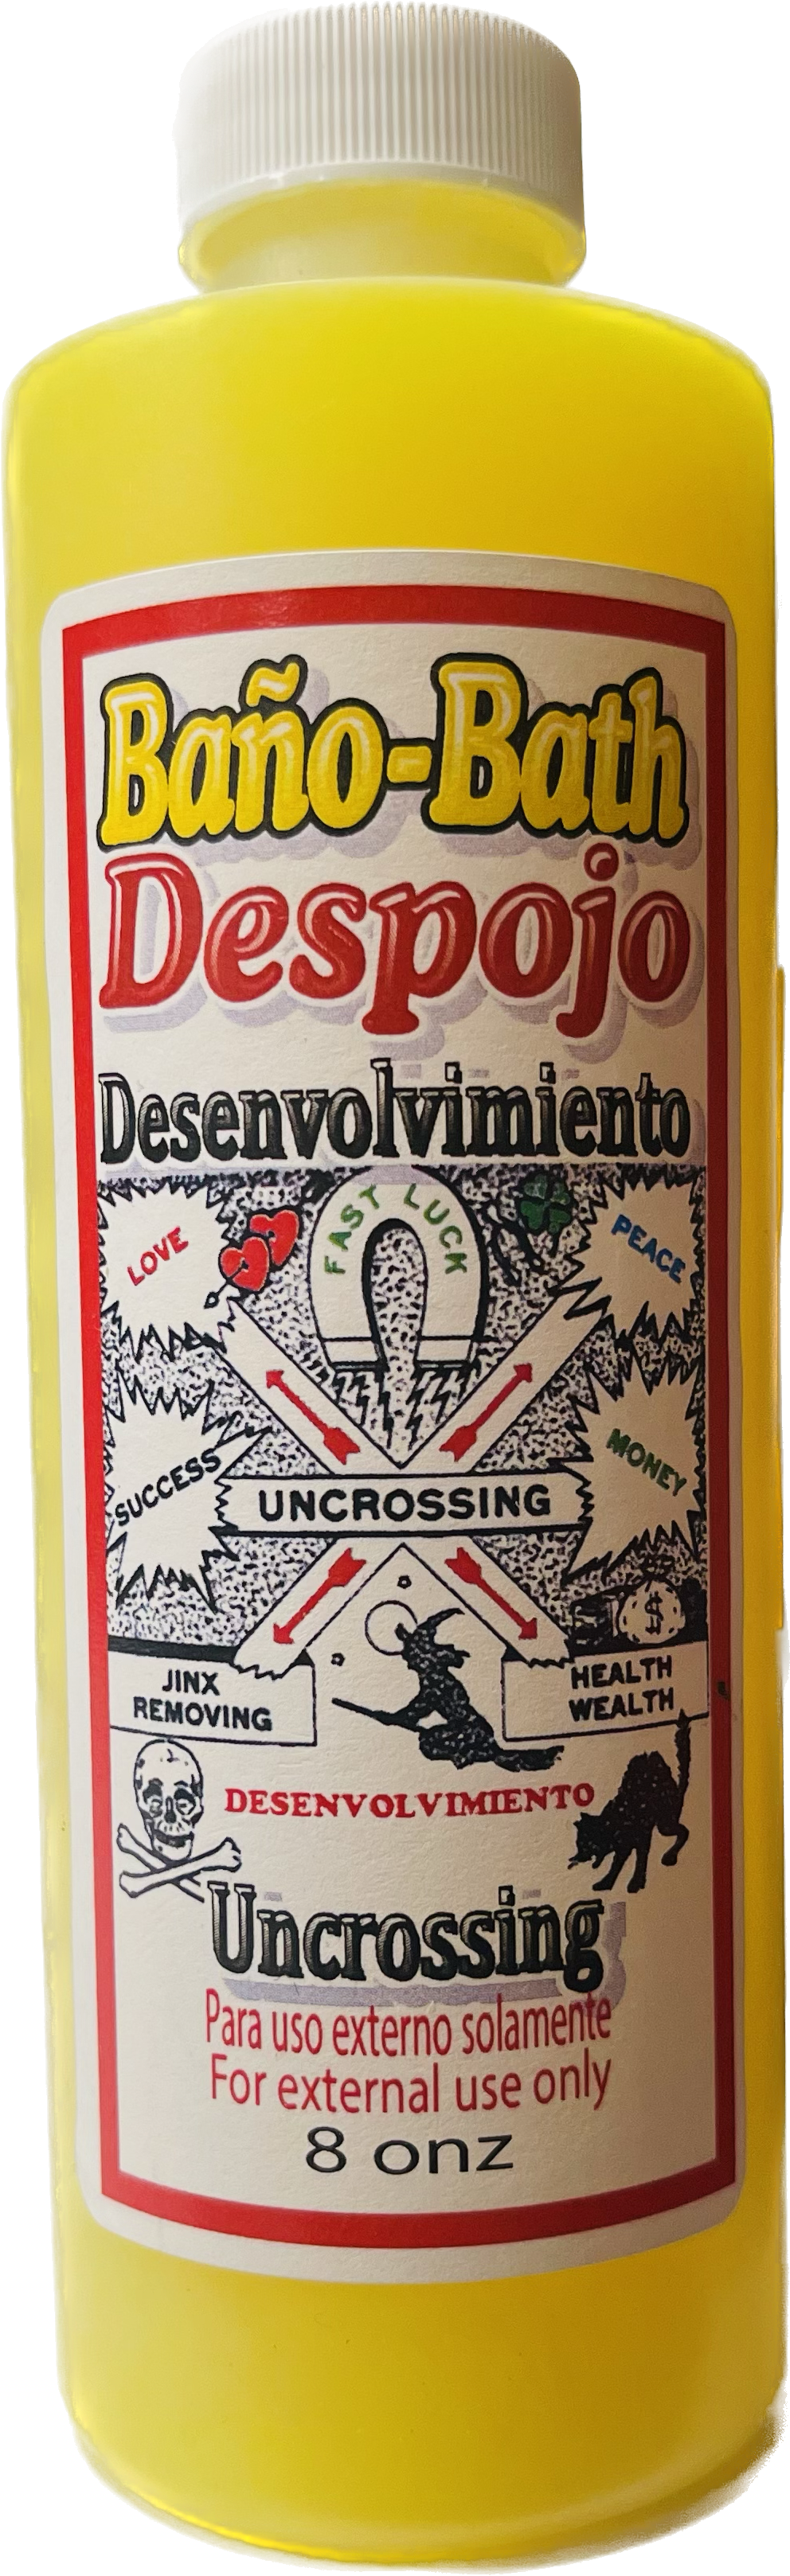 Baño-Bath
Despojo
Desenvolvimiento
FAST LUCK
LOVE
PEACE
SUCCESS
MONEY
UNCROSSING
$
JINX
REMOVING
HEALTH
WEALTH
DESENVOLVIMIENTO
Uncrossing
Para uso externo solamente
For external use only
8 onz